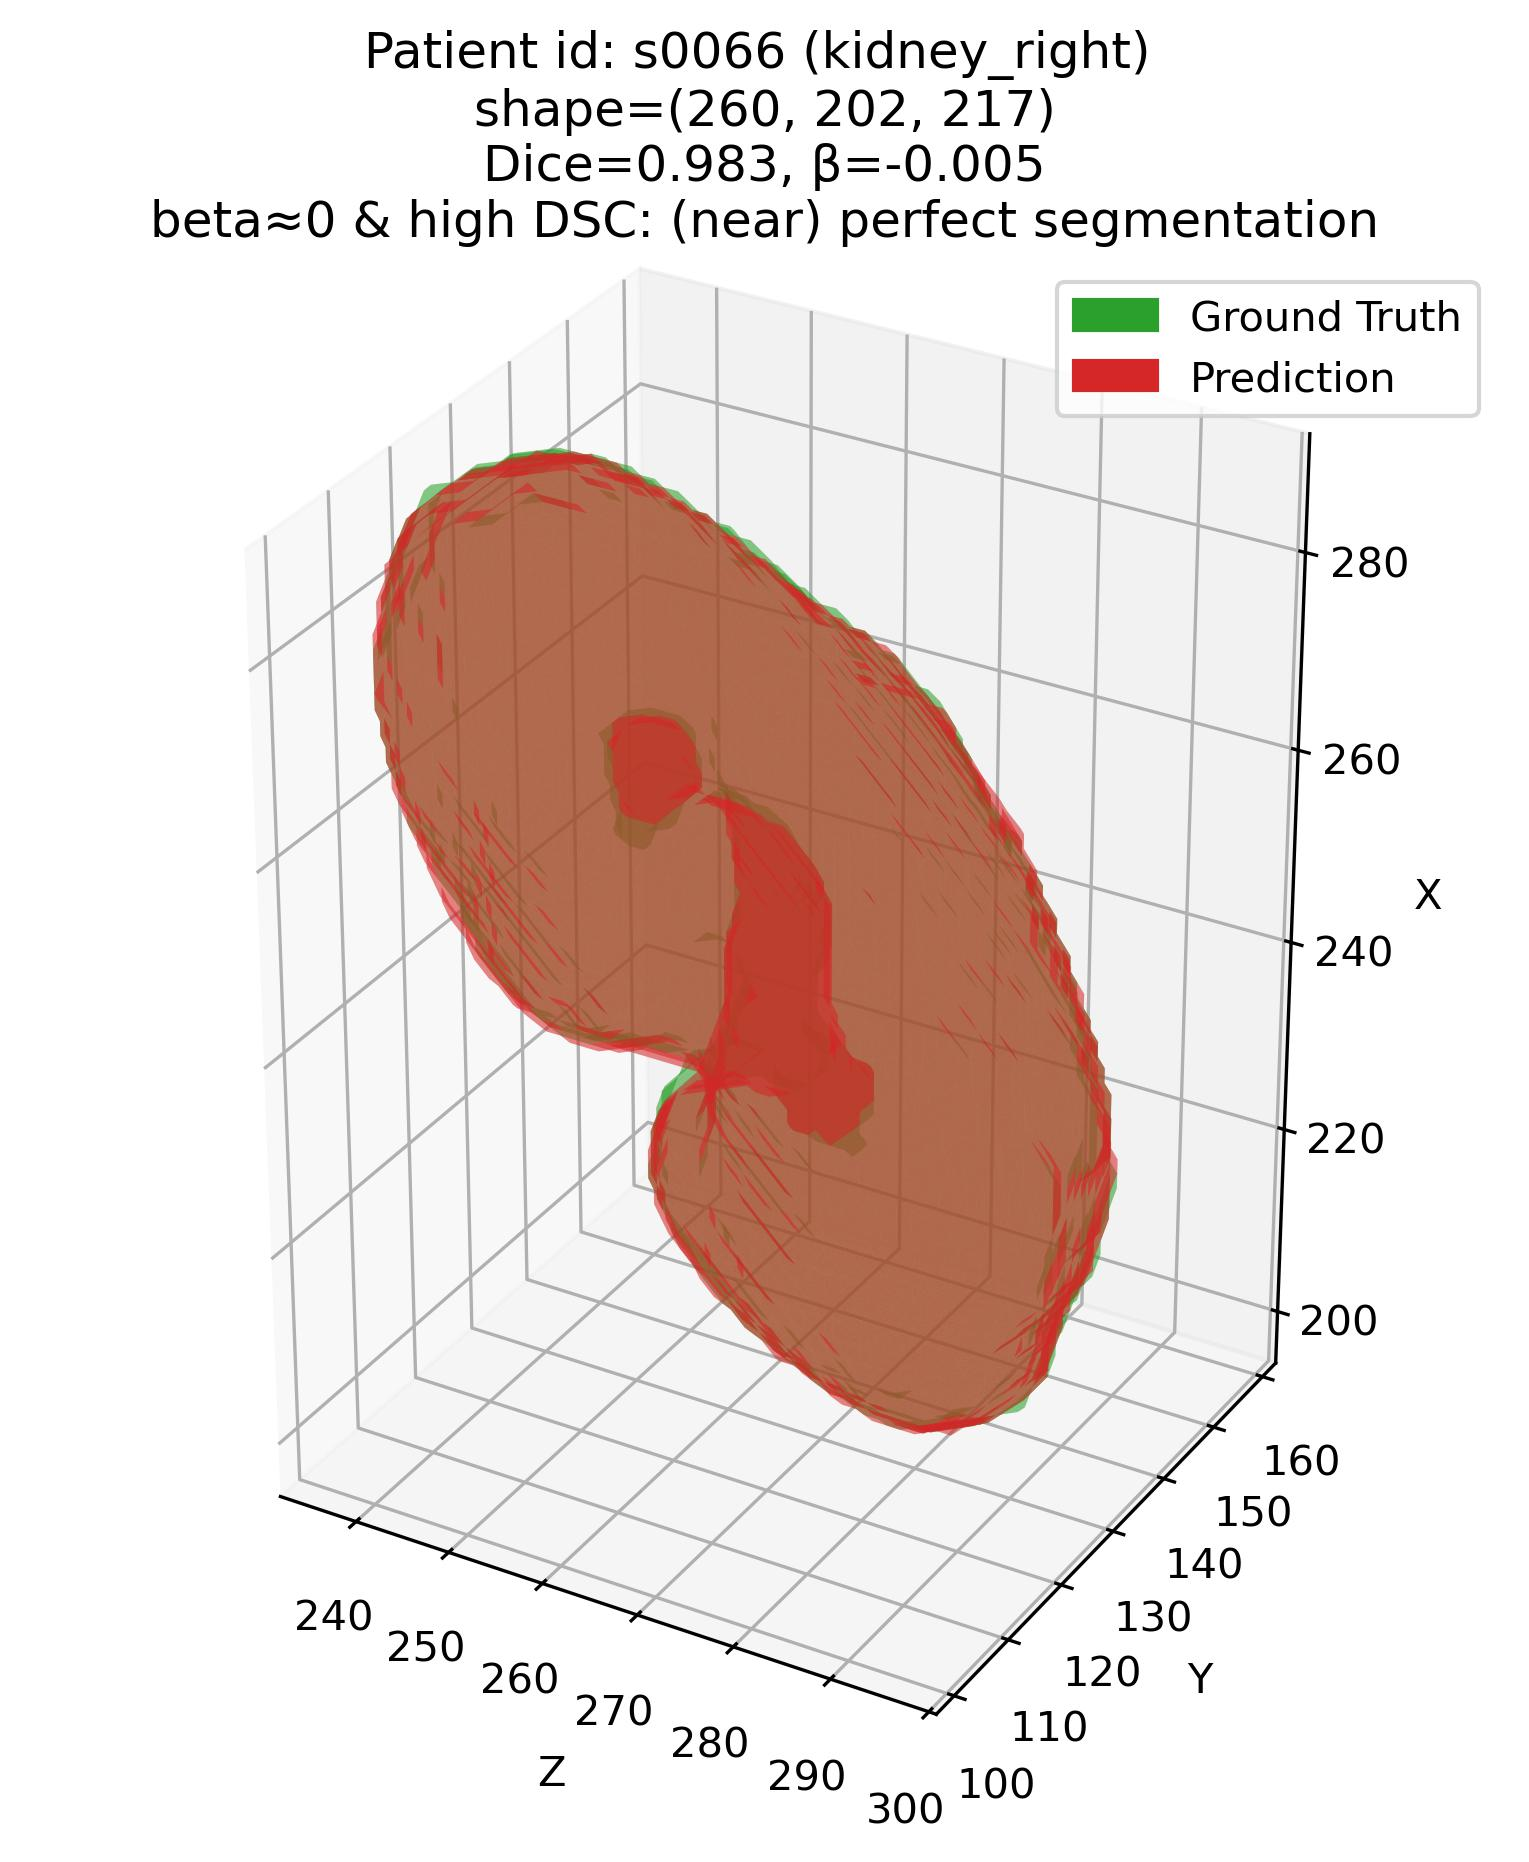 Patient id: s0066 (kidney_right)
shape=(260, 202, 217)
Dice=0.983, β=-0.005
beta≈0 & high DSC: (near) perfect segmentation
Ground Truth
Prediction
280
260
X
240
220
200
160
150
140
130
120
Y
110
100
240
250
260
270
280
290
300
Z